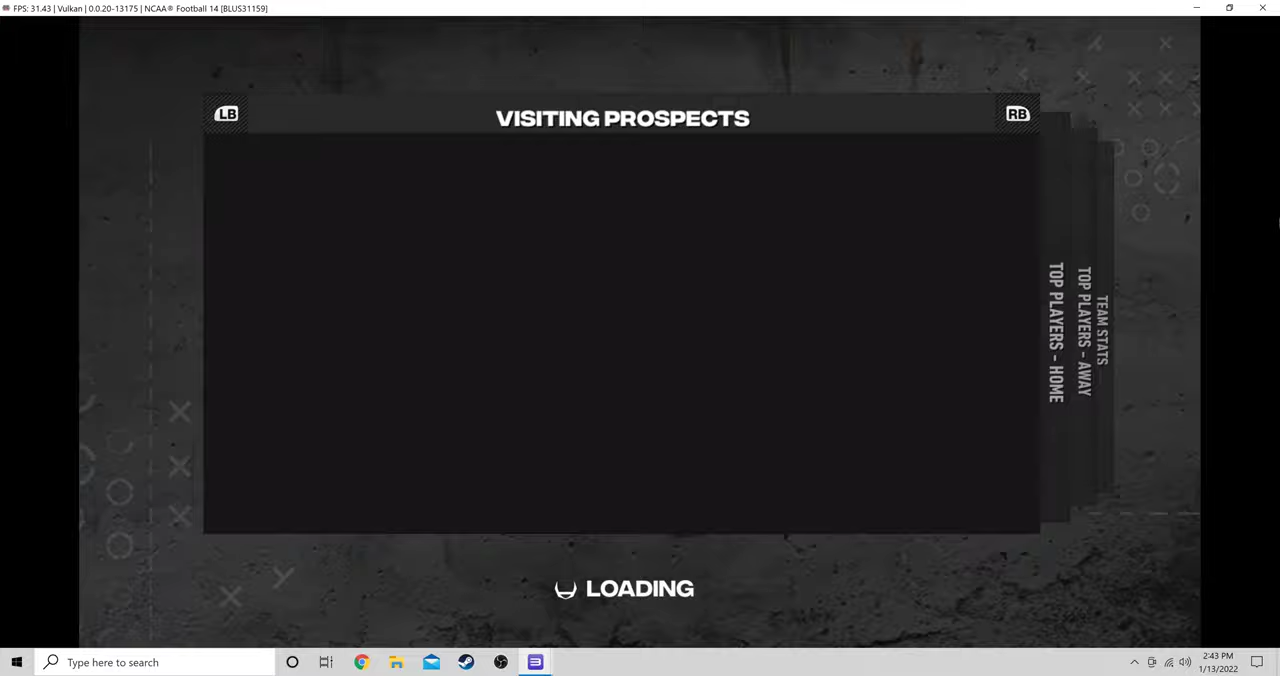 FPS: 31.43 | Vulkan | 0.0.20-13175 | NCAA® Football 14 [BLUS31159]
LB
VISITING PROSPECTS
RB
TOP PLAYERS - HOME
TOP PLAYERS - AWAY
TEAM STATS
LOADING
Type here to search
2:43 PM
1/13/2022